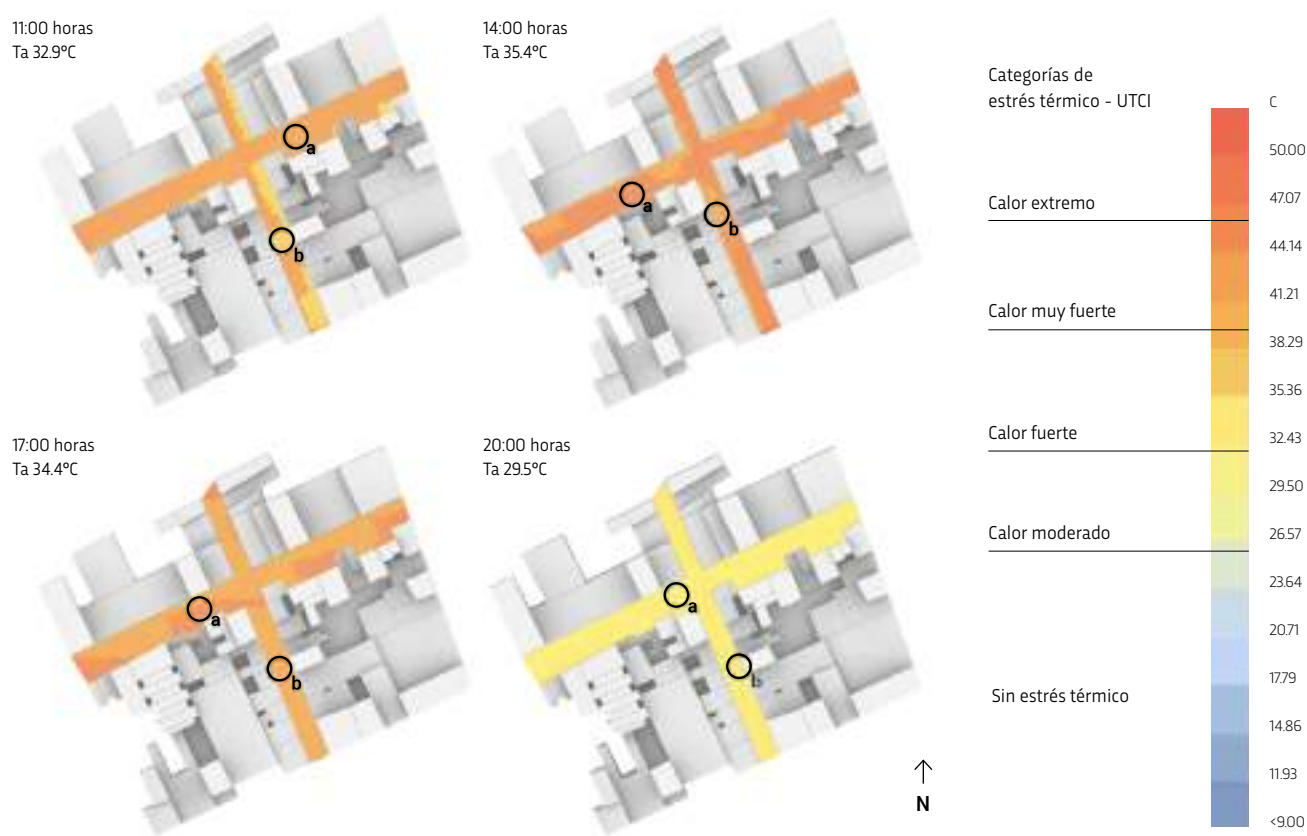 11:00 horas
Ta 32.9°C
a
b
14:00 horas
Ta 35.4°C
a
b
17:00 horas
Ta 34.4°C
a
b
20:00 horas
Ta 29.5°C
a
b
N
Categorías de
estrés térmico - UTCI
Calor extremo
Calor muy fuerte
Calor fuerte
Calor moderado
Sin estrés térmico
C
50.00
47.07
44.14
41.21
38.29
35.36
32.43
29.50
26.57
23.64
20.71
17.79
14.86
11.93
<9.00